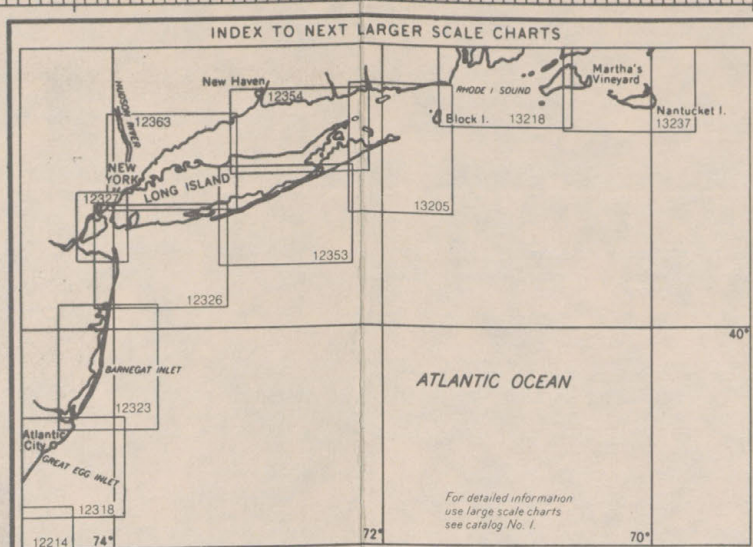 INDEX TO NEXT LARGER SCALE CHARTS
HUDSON RIVER
New Haven
12354
12363
RHODE I SOUND
Martha's
Vineyard
Block I.
13218
Nantucket I.
13237
NEW
YORK
LONG ISLAND
12327
13205
12353
12326
40°
BARNEGAT INLET
ATLANTIC OCEAN
12323
Atlantic
City
GREAT EGG INLET
12318
For detailed information
use large scale charts
see catalog No. 1.
12214
74°
72°
70°